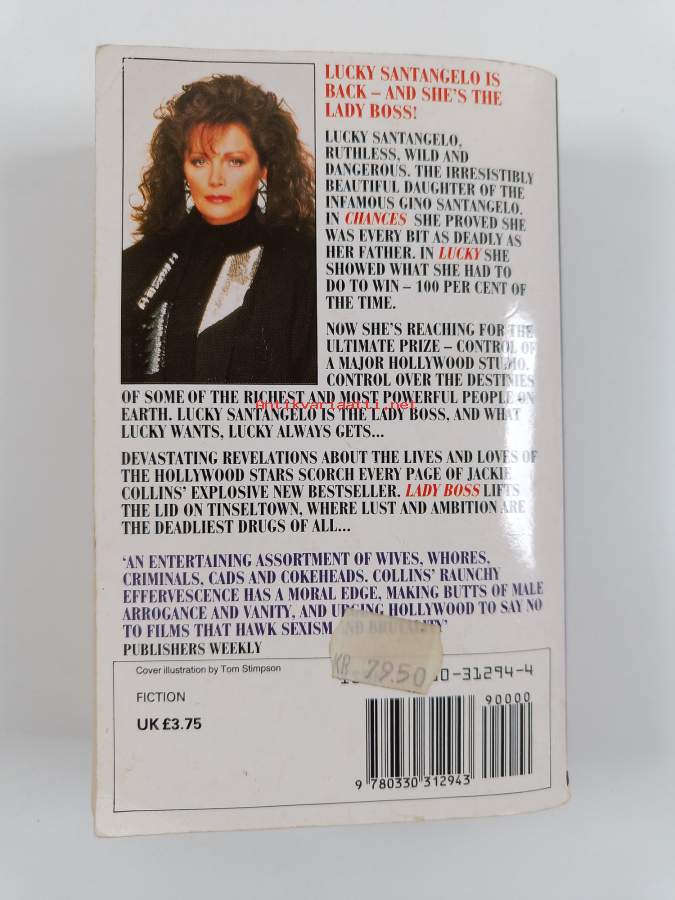 LUCKY SANTANGELO IS
BACK – AND SHE'S THE
LADY BOSS!
LUCKY SANTANGELO,
RUTHLESS, WILD AND
DANGEROUS. THE IRRESISTIBLY
BEAUTIFUL DAUGHTER OF THE
INFAMOUS GINO SANTANGELO.
IN CHANCES SHE PROVED SHE
WAS EVERY BIT AS DEADLY AS
HER FATHER. IN LUCKY SHE
SHOWED WHAT SHE HAD TO
DO TO WIN – 100 PER CENT OF
THE TIME.
NOW SHE'S REACHING FOR THE
ULTIMATE PRIZE – CONTROL OF
A MAJOR HOLLYWOOD STUDIO.
CONTROL OVER THE DESTINIES
OF SOME OF THE RICHEST AND MOST POWERFUL PEOPLE ON
Antikvariaatti.net
EARTH. LUCKY SANTANGELO IS THE LADY BOSS, AND WHAT
LUCKY WANTS, LUCKY ALWAYS GETS...
DEVASTATING REVELATIONS ABOUT THE LIVES AND LOVES OF
THE HOLLYWOOD STARS SCORCH EVERY PAGE OF JACKIE
COLLINS' EXPLOSIVE NEW BESTSELLER. LADY BOSS LIFTS
THE LID ON TINSELTOWN, WHERE LUST AND AMBITION ARE
THE DEADLIEST DRUGS OF ALL...
'AN ENTERTAINING ASSORTMENT OF WIVES, WHORES,
CRIMINALS, CADS AND COKEHEADS. COLLINS' RAUNCHY
EFFERVESCENCE HAS A MORAL EDGE, MAKING BUTTS OF MALE
ARROGANCE AND VANITY, AND URGING HOLLYWOOD TO SAY NO
TO FILMS THAT HAWK SEXISM AND BRUTALITY'
PUBLISHERS WEEKLY
KR. 79.50
0-31294-4
Cover illustration by Tom Stimpson
FICTION
90000
UK £3.75
9 780330 312943